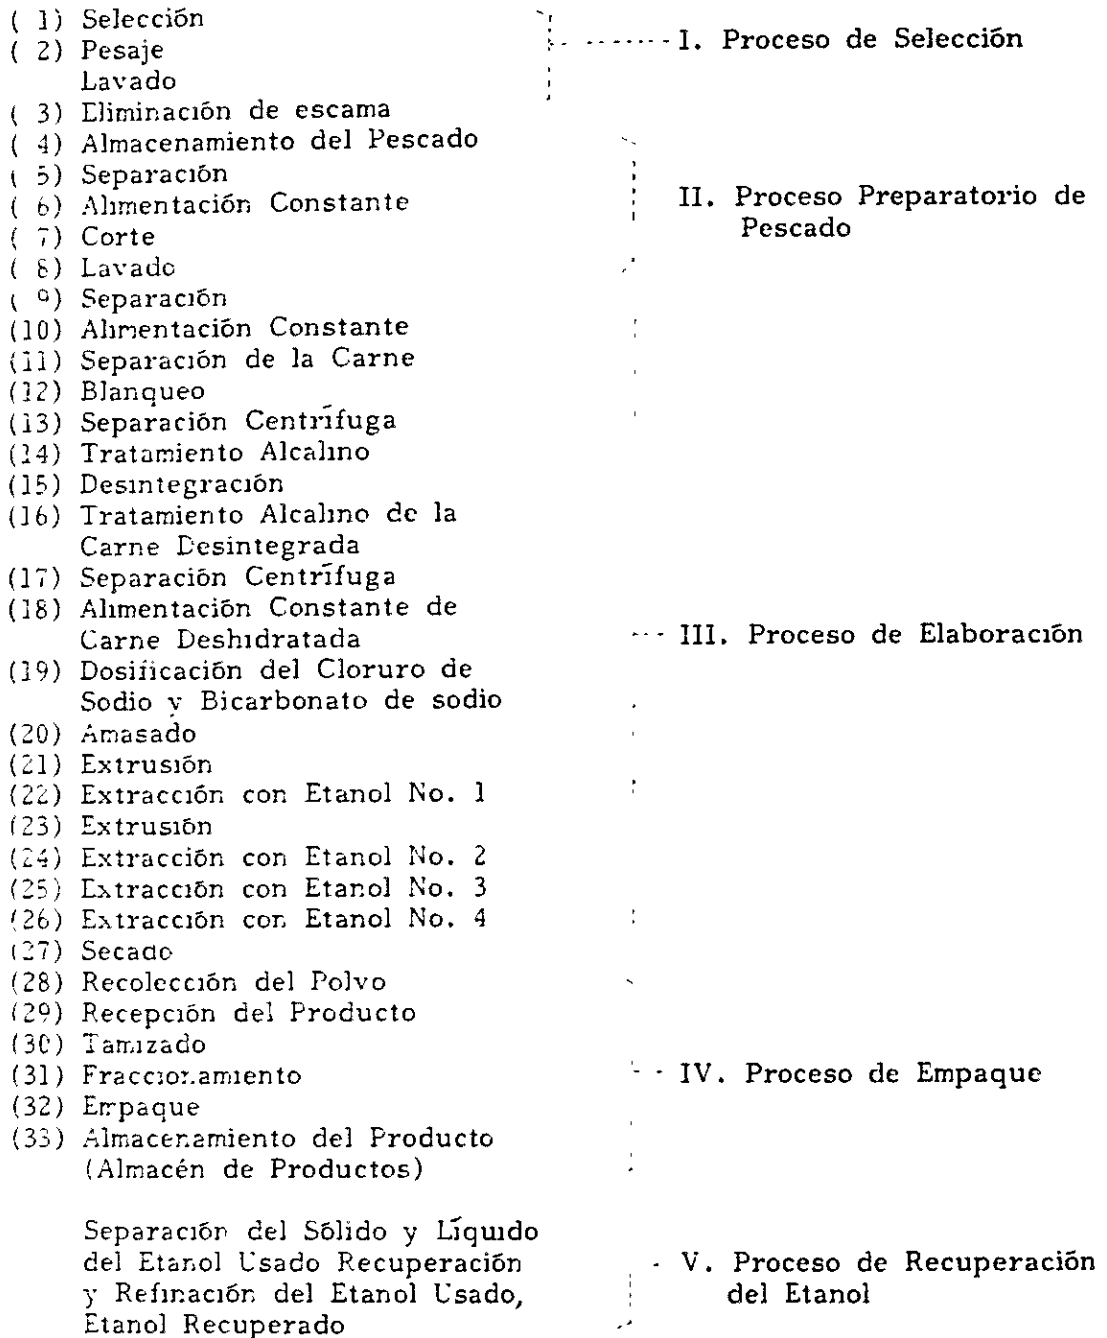 ( 1) Selección
( 2) Pesaje
Lavado
I. Proceso de Selección
( 3) Eliminación de escama
( 4) Almacenamiento del Pescado
( 5) Separación
( 6) Alimentación Constante
( 7) Corte
( 8) Lavado
II. Proceso Preparatorio de
Pescado
( 9) Separación
(10) Alimentación Constante
(11) Separación de la Carne
(12) Blanqueo
(13) Separación Centrífuga
(14) Tratamiento Alcalino
(15) Desintegración
(16) Tratamiento Alcalino de la
Carne Desintegrada
(17) Separación Centrífuga
(18) Alimentación Constante de
Carne Deshidratada
(19) Dosificación del Cloruro de
Sodio y Bicarbonato de sodio
(20) Amasado
(21) Extrusión
(22) Extracción con Etanol No. 1
(23) Extrusión
(24) Extracción con Etanol No. 2
(25) Extracción con Etanol No. 3
(26) Extracción con Etanol No. 4
(27) Secado
III. Proceso de Elaboración
(28) Recolección del Polvo
(29) Recepción del Producto
(30) Tamizado
(31) Fraccionamiento
(32) Empaque
(33) Almacenamiento del Producto
(Almacén de Productos)
IV. Proceso de Empaque
Separación del Sólido y Líquido
del Etanol Usado Recuperación
y Refinación del Etanol Usado,
Etanol Recuperado
V. Proceso de Recuperación
del Etanol